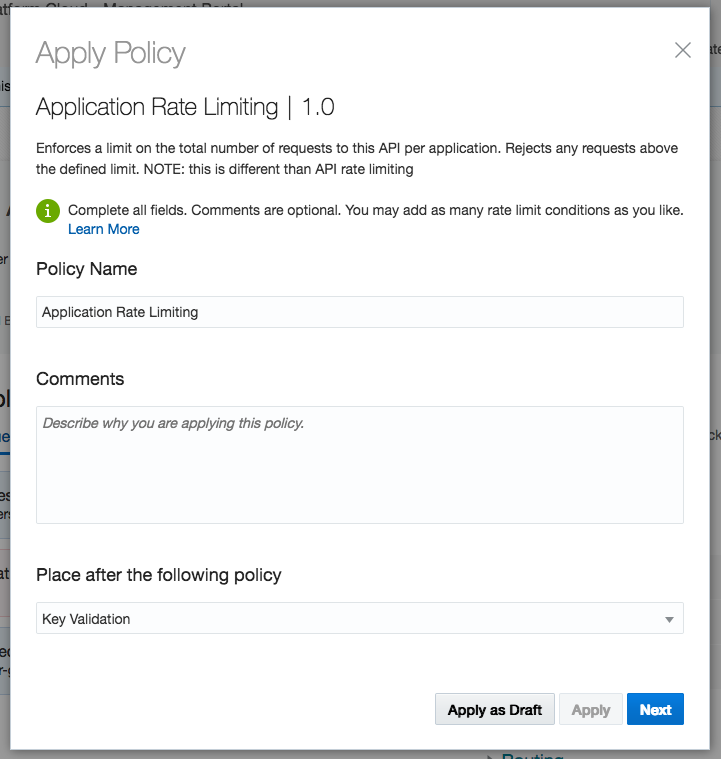 Apply Policy
Application Rate Limiting | 1.0
Enforces a limit on the total number of requests to this API per application. Rejects any requests above
the defined limit. NOTE: this is different than API rate limiting
Complete all fields. Comments are optional. You may add as many rate limit conditions as you like.
Learn More
Policy Name
Application Rate Limiting
Comments
Describe why you are applying this policy.
Place after the following policy
Key Validation
Apply as Draft
Apply
Next